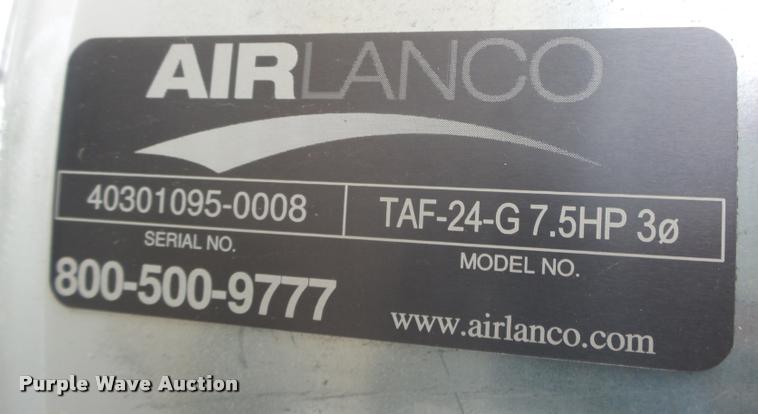 AIRLANCO
40301095-0008
TAF-24-G 7.5HP 3ø
SERIAL NO.
MODEL NO.
800-500-9777
www.airlanco.com
Purple Wave Auction